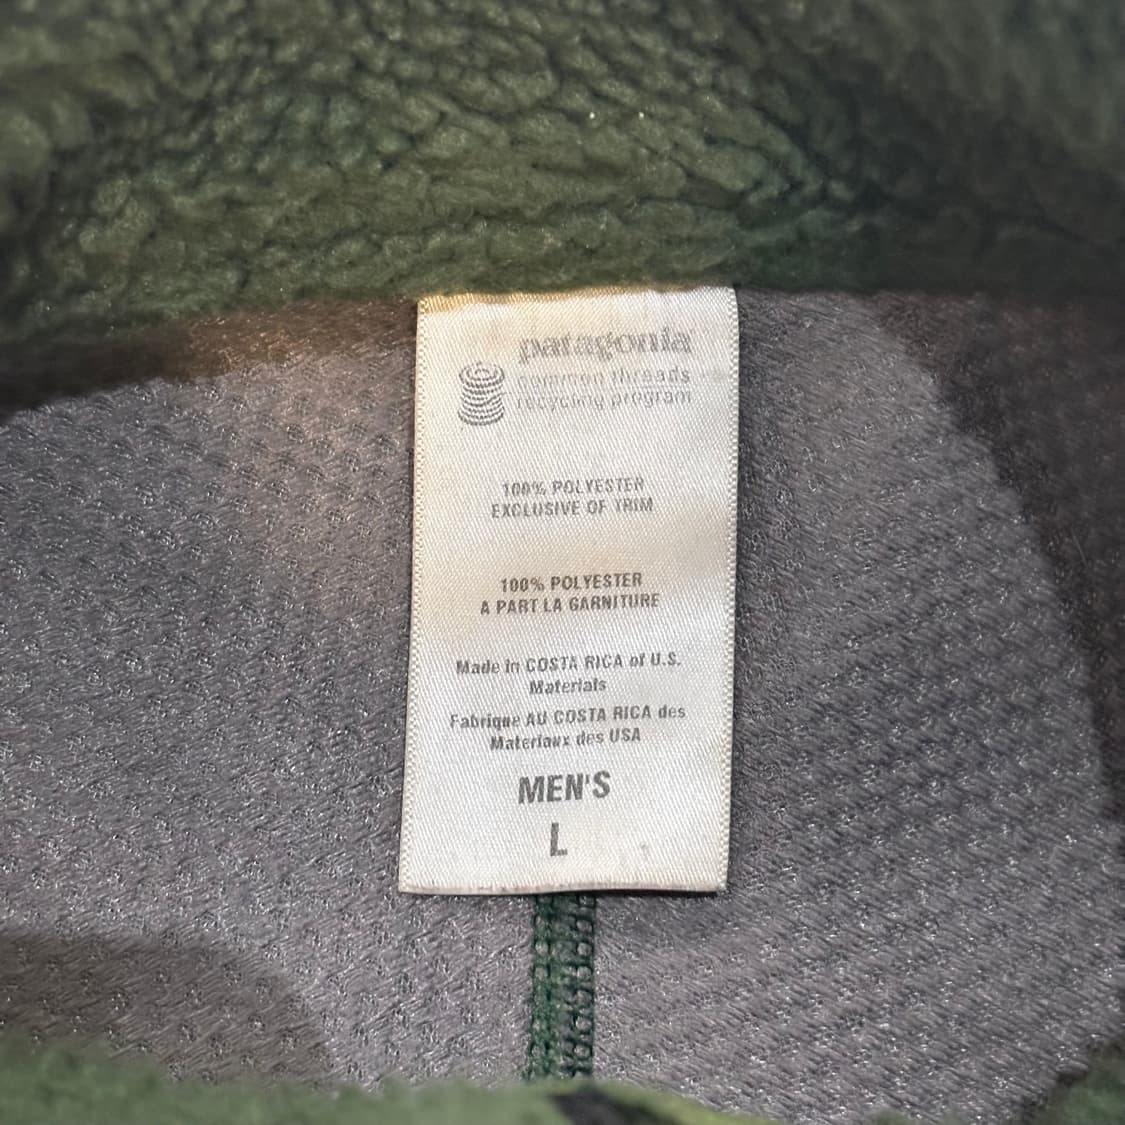 patagonia
common threads
recycling program
100% POLYESTER
EXCLUSIVE OF TRIM
100% POLYESTER
A PART LA GARNITURE
Made in COSTA RICA of U.S.
Materials
Fabrique AU COSTA RICA des
Materiaux des USA
MEN'S
L